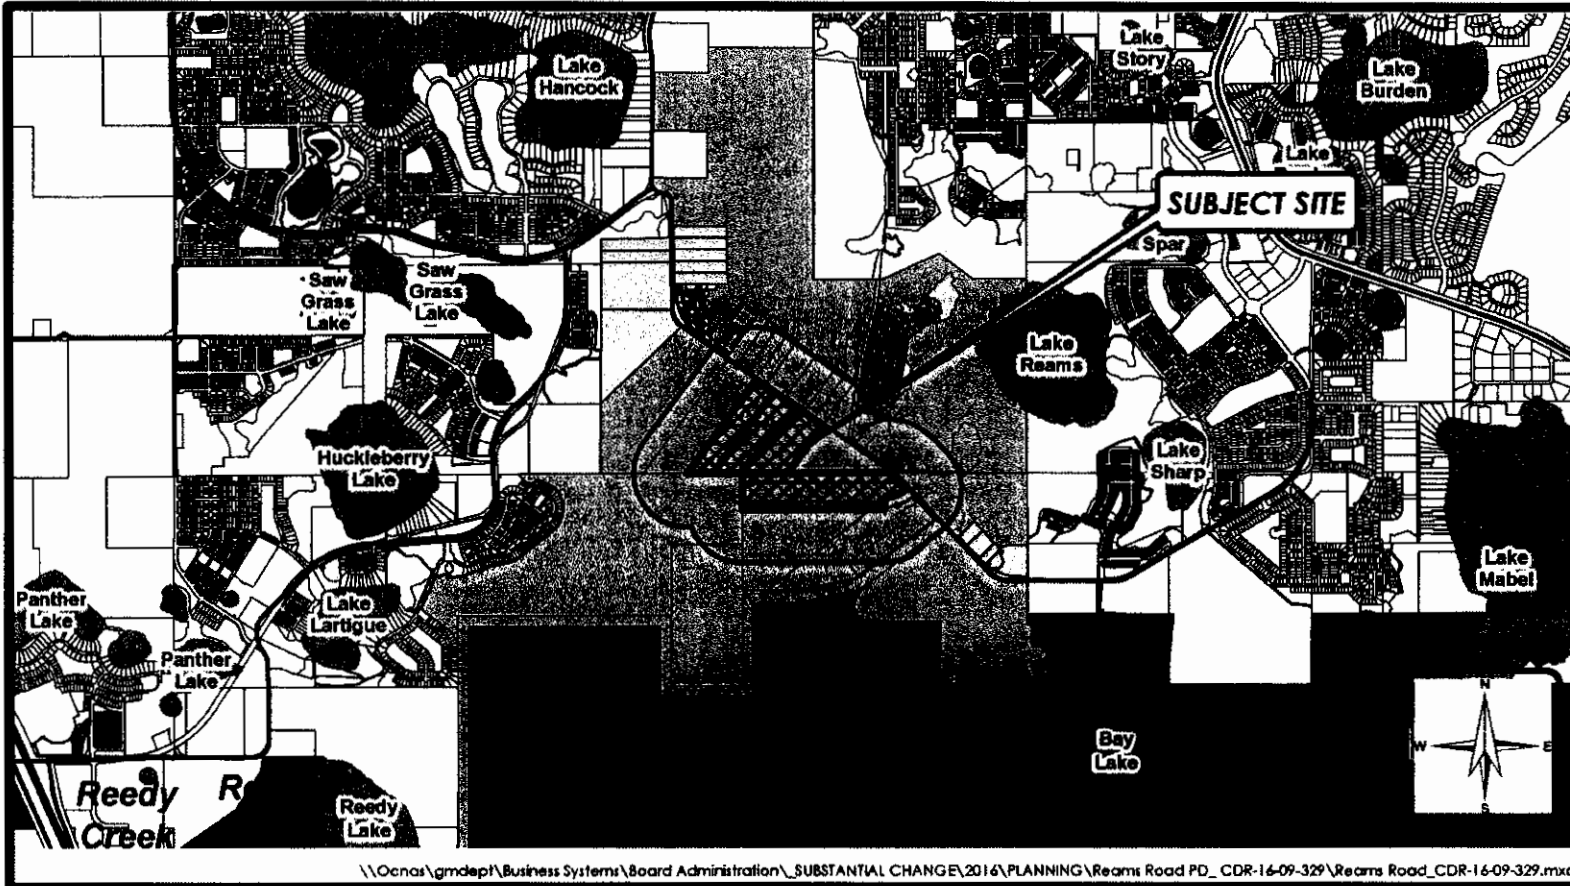 Lake
Story
Lake
Hancock
Lake
Burden
Lake
SUBJECT SITE
Spar
Saw
Grass
Lake
Saw
Grass
Lake
Lake
Reams
Huckleberry
Lake
Lake
Sharp
Lake
Mabel
Panther
Lake
Lake
Lartigue
Panther
Lake
N
W
E
S
Bay
Lake
Reedy
Creek
R
Reedy
Lake
\\Ocnas\gmdept\Business Systems\Board Administration\_SUBSTANTIAL CHANGE\2016\PLANNING\Reams Road PD_ CDR-16-09-329\Reams Road_CDR-16-09-329.mxd